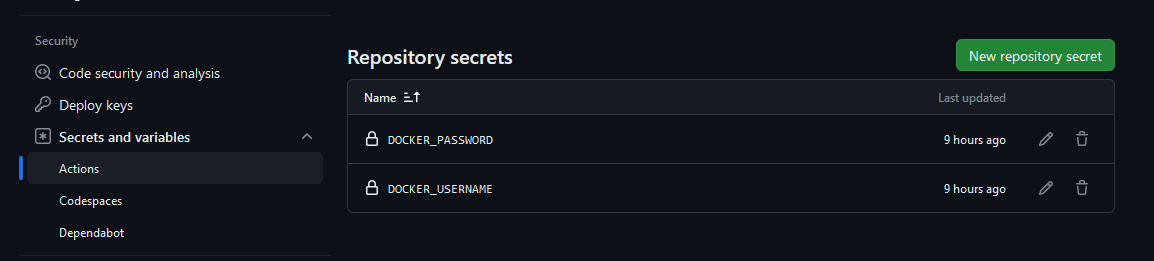 Security
Code security and analysis
Deploy keys
Secrets and variables
Actions
Codespaces
Dependabot
Repository secrets
New repository secret
Name Last updated
DOCKER_PASSWORD 9 hours ago
DOCKER_USERNAME 9 hours ago